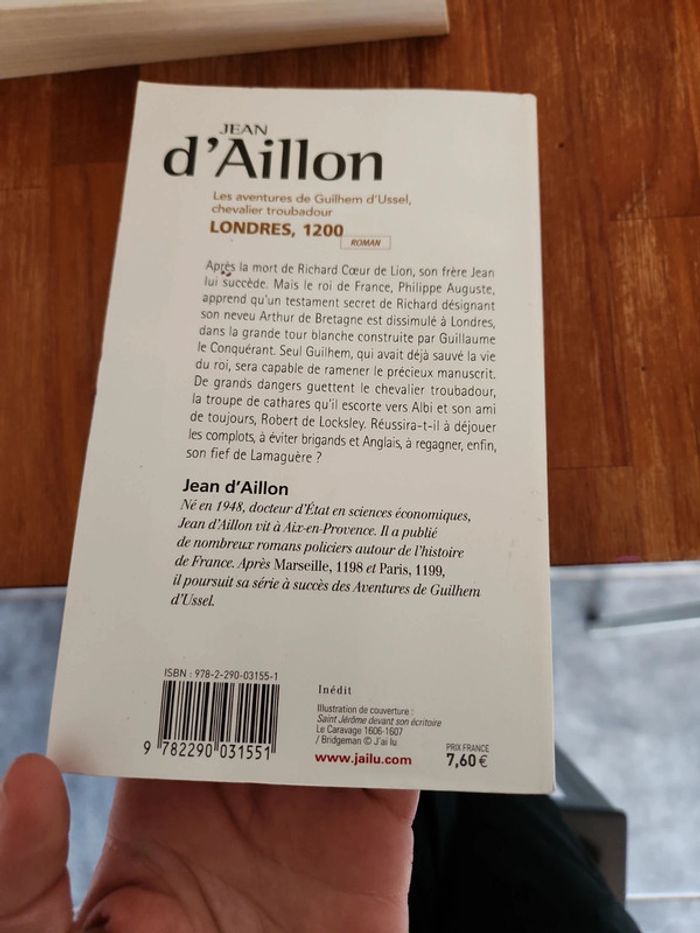 JEAN
d'Aillon
Les aventures de Guilhem d'Ussel,
chevalier troubadour
LONDRES, 1200
ROMAN
Après la mort de Richard Cœur de Lion, son frère Jean
lui succède. Mais le roi de France, Philippe Auguste,
apprend qu'un testament secret de Richard désignant
son neveu Arthur de Bretagne est dissimulé à Londres,
dans la grande tour blanche construite par Guillaume
le Conquérant. Seul Guilhem, qui avait déjà sauvé la vie
du roi, sera capable de ramener le précieux manuscrit.
De grands dangers guettent le chevalier troubadour,
la troupe de cathares qu'il escorte vers Albi et son ami
de toujours, Robert de Locksley. Réussira-t-il à déjouer
les complots, à éviter brigands et Anglais, à regagner, enfin,
son fief de Lamaguère ?
Jean d'Aillon
Né en 1948, docteur d'État en sciences économiques,
Jean d'Aillon vit à Aix-en-Provence. Il a publié
de nombreux romans policiers autour de l'histoire
de France. Après Marseille, 1198 et Paris, 1199,
il poursuit sa série à succès des Aventures de Guilhem
d'Ussel.
ISBN : 978-2-290-03155-1
9 782290 031551
Inédit
Illustration de couverture :
Saint Jérôme devant son écritoire
Le Caravage 1606-1607
/ Bridgeman © J'ai lu
www.jailu.com
PRIX FRANCE
7,60 €